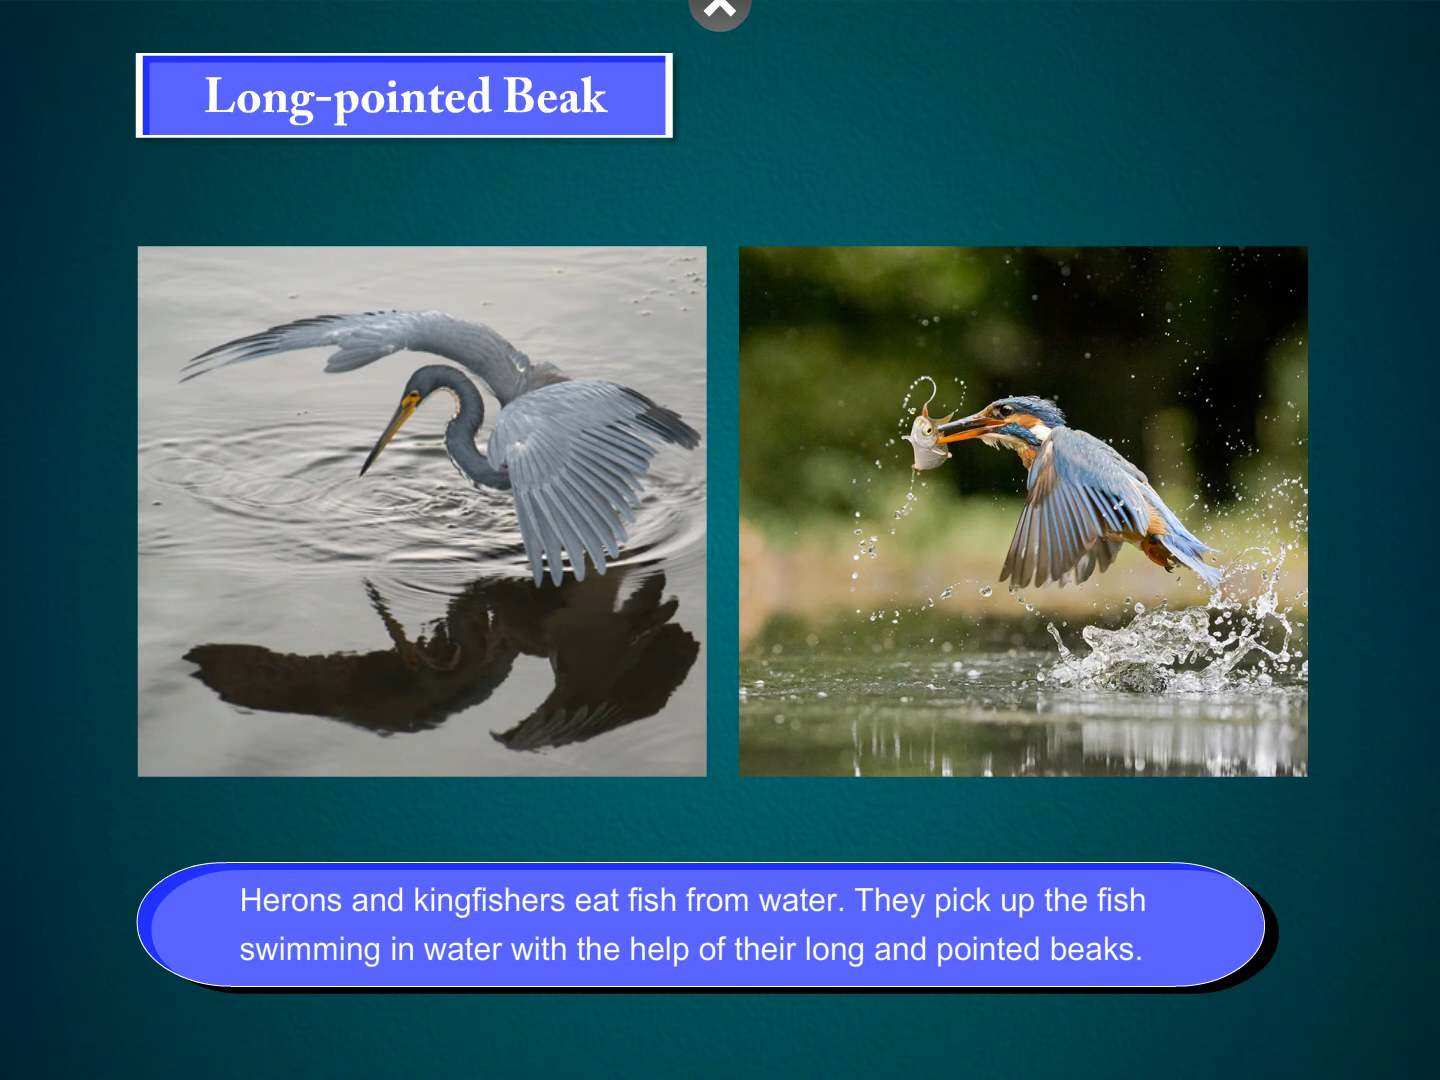 Long-pointed Beak
Herons and kingfishers eat fish from water. They pick up the fish
swimming in water with the help of their long and pointed beaks.